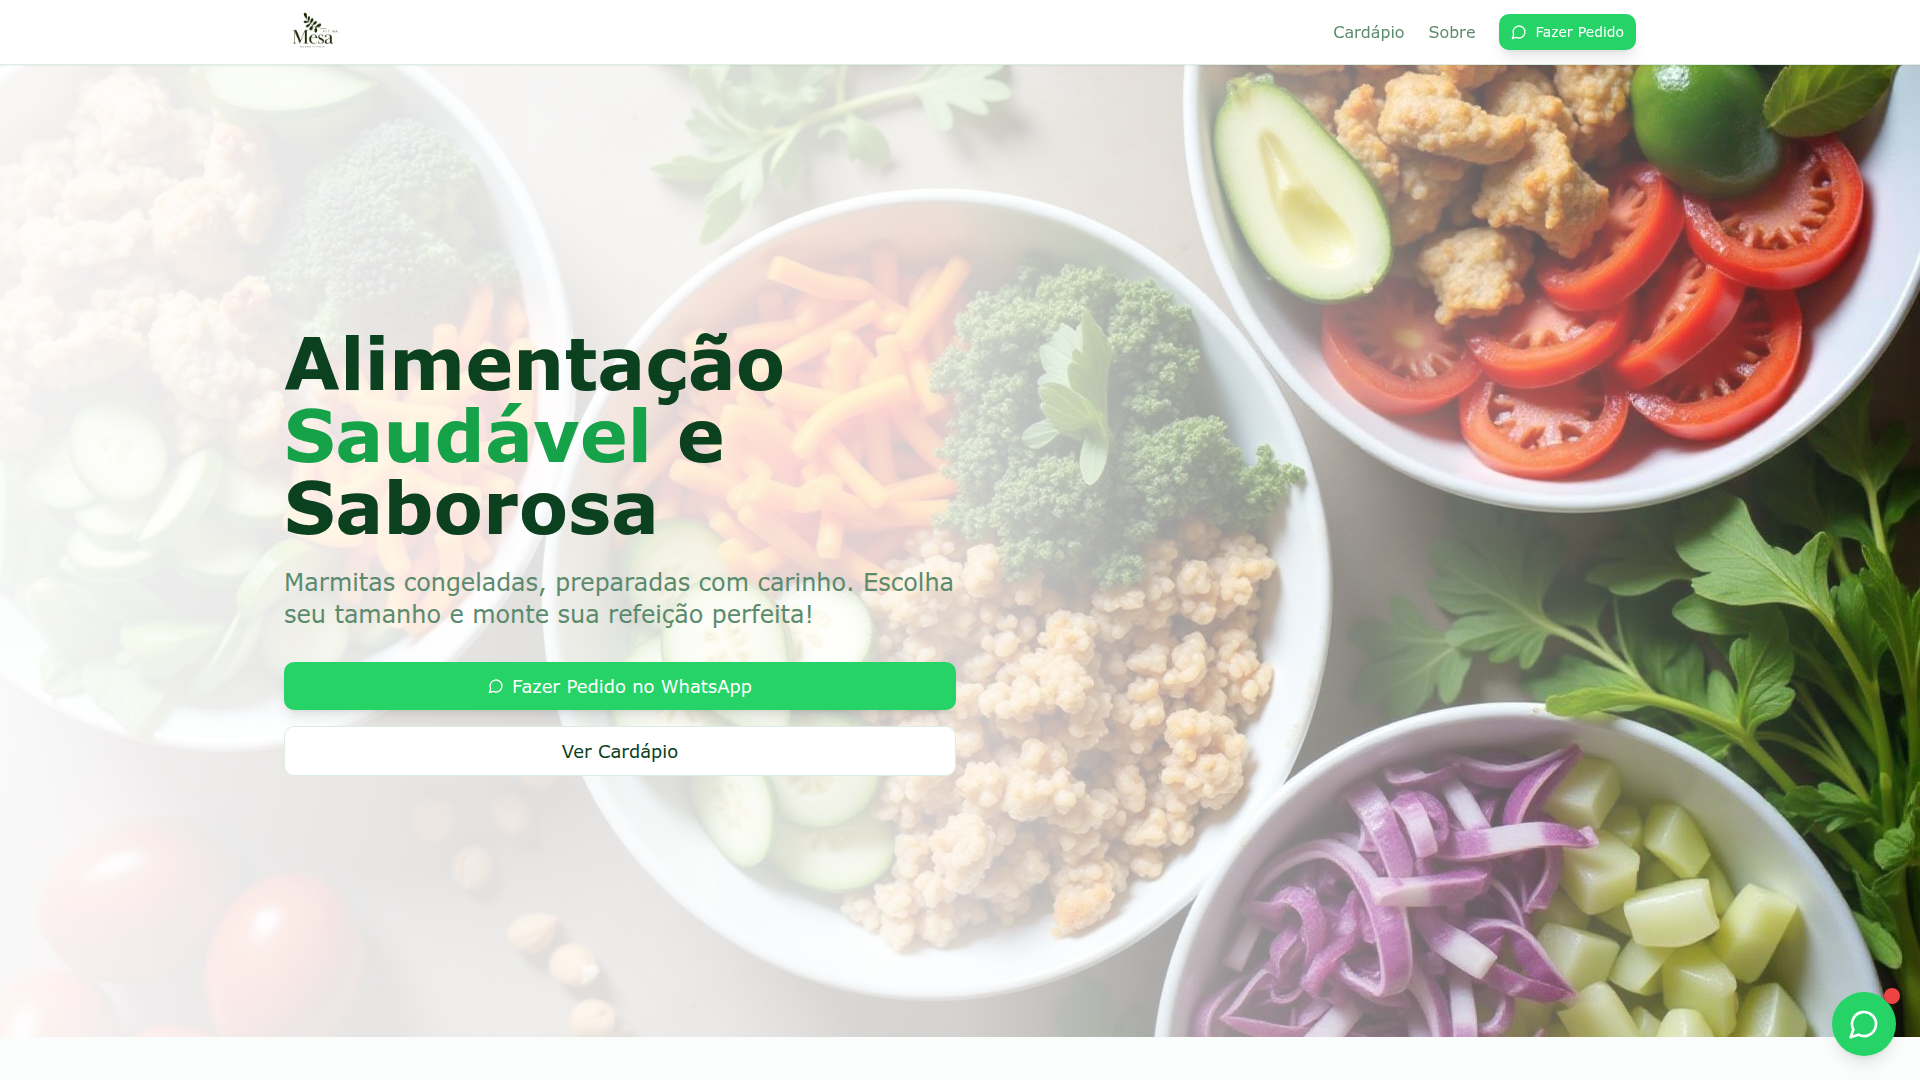 Mesa
Cardápio
Sobre
Fazer Pedido
Alimentação
Saudável e
Saborosa
Marmitas congeladas, preparadas com carinho. Escolha
seu tamanho e monte sua refeição perfeita!
Fazer Pedido no WhatsApp
Ver Cardápio